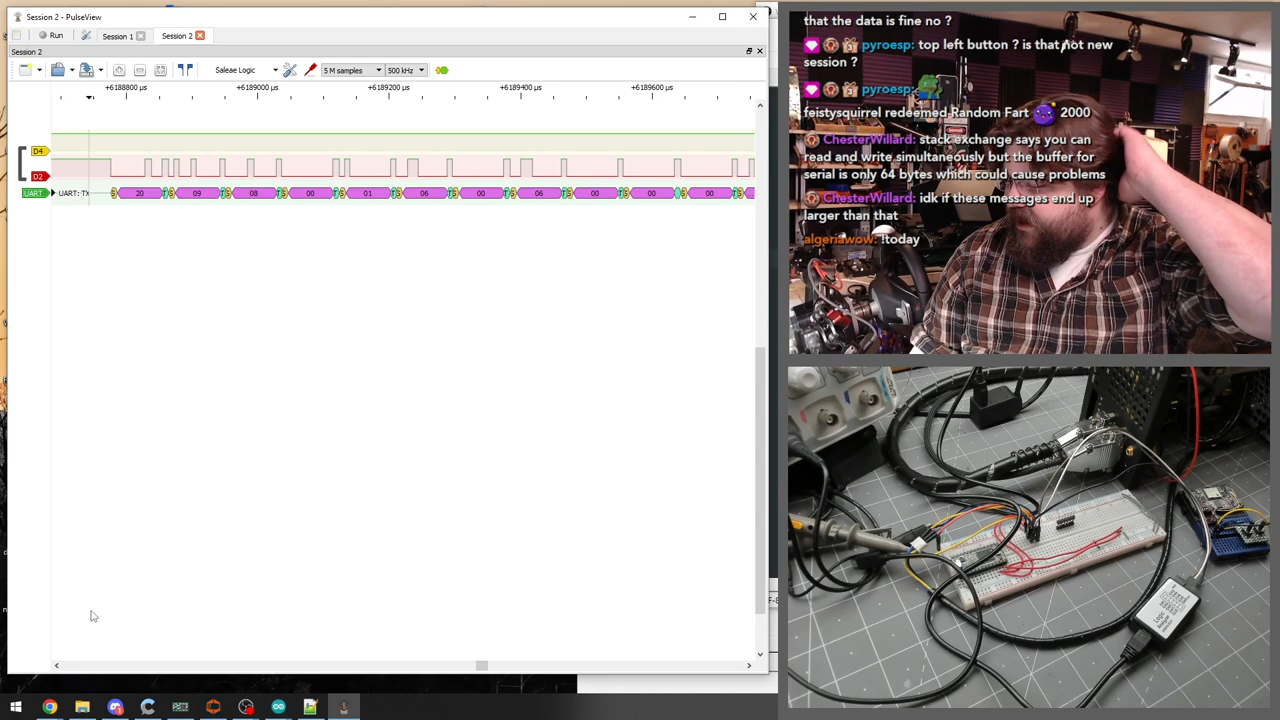 Session 2 - PulseView
Run
Session 1
Session 2
Session 2
Saleae Logic
5 M samples
500 kHz
+6188800 µs
+6189000 µs
+6189200 µs
+6189400 µs
+6189600 µs
D4
D2
UART
UART: TX
S
20
T
S
09
T
S
08
T
S
00
T
S
01
T
S
06
T
S
00
T
S
06
T
S
00
T
S
00
T
S
00
T
S
that the data is fine no ?
pyroesp: top left button ? is that not new
session ?
pyroesp:
feistysquirrel redeemed Random Fart 2000
ChesterWillard: stack exchange says you can
read and write simultaneously but the buffer for
serial is only 64 bytes which could cause problems
ChesterWillard: idk if these messages end up
larger than that
algeriawow: !today
Logic
Analyzer